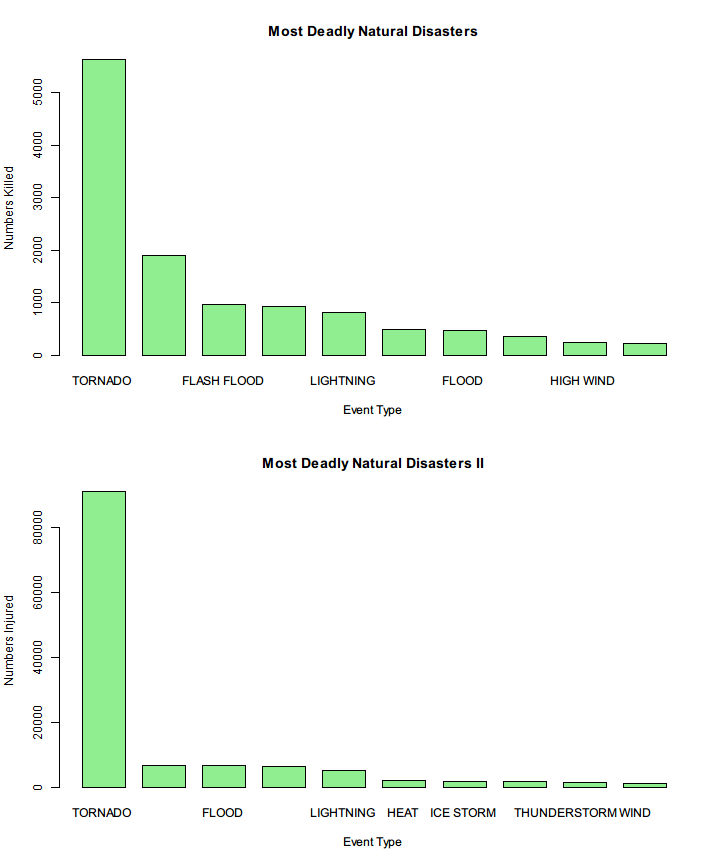 Most Deadly Natural Disasters
Numbers Killed
5000
4000
3000
2000
1000
0
TORNADO FLASH FLOOD LIGHTNING FLOOD HIGH WIND
Event Type
Most Deadly Natural Disasters II
Numbers Injured
80000
60000
40000
20000
0
TORNADO FLOOD LIGHTNING HEAT ICE STORM THUNDERSTORM WIND
Event Type